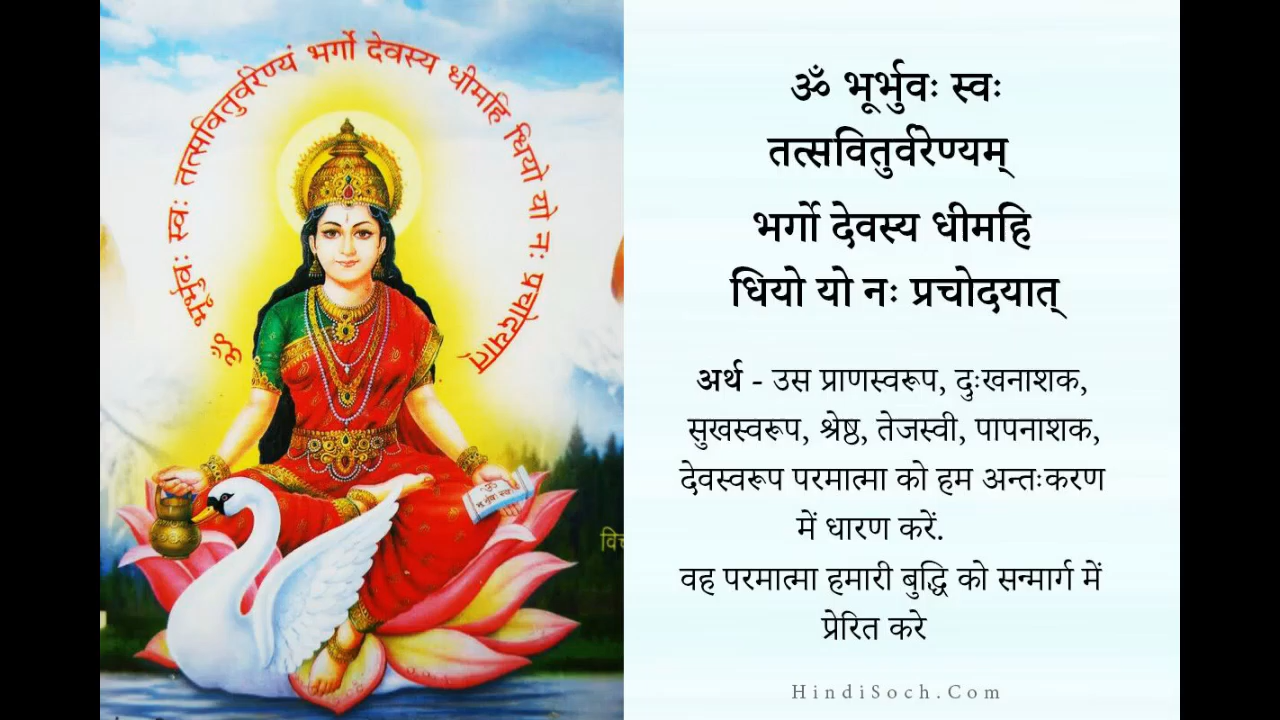 ॐ भूर्भुवः स्वः तत्सवितुर्वरेण्यं भर्गो देवस्य धीमहि धियो यो नः प्रचोदयात्
ॐ
विच
ॐ भूर्भुवः स्वः
तत्सवितुर्वरेण्यम्
भर्गो देवस्य धीमहि
धियो यो नः प्रचोदयात्
अर्थ - उस प्राणस्वरूप, दुःखनाशक,
सुखस्वरूप, श्रेष्ठ, तेजस्वी, पापनाशक,
देवस्वरूप परमात्मा को हम अन्तःकरण
में धारण करें.
वह परमात्मा हमारी बुद्धि को सन्मार्ग में
प्रेरित करे
HindiSoch.Com